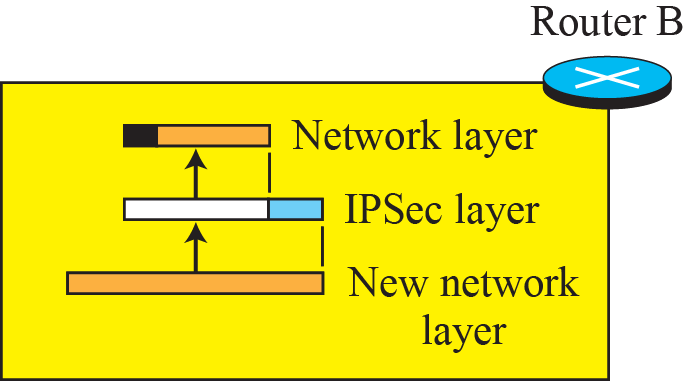 Router B
Network layer
IPSec layer
New network
layer